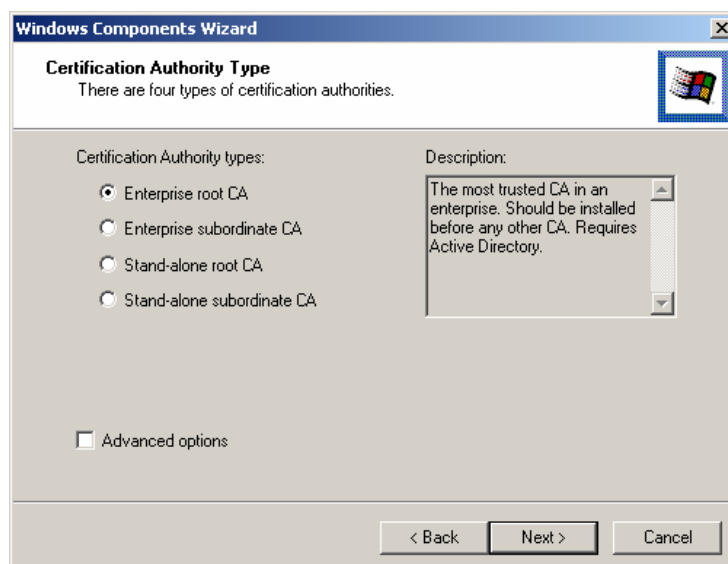 Windows Components Wizard
Certification Authority Type
There are four types of certification authorities.
Certification Authority types:
Enterprise root CA
Enterprise subordinate CA
Stand-alone root CA
Stand-alone subordinate CA
Description:
The most trusted CA in an
enterprise. Should be installed
before any other CA. Requires
Active Directory.
Advanced options
< Back
Next >
Cancel